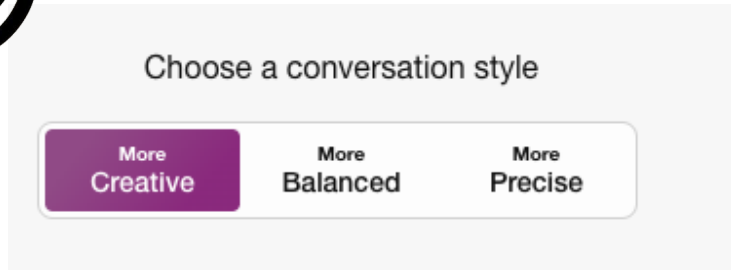 Choose a conversation style
More More More
Creative Balanced Precise